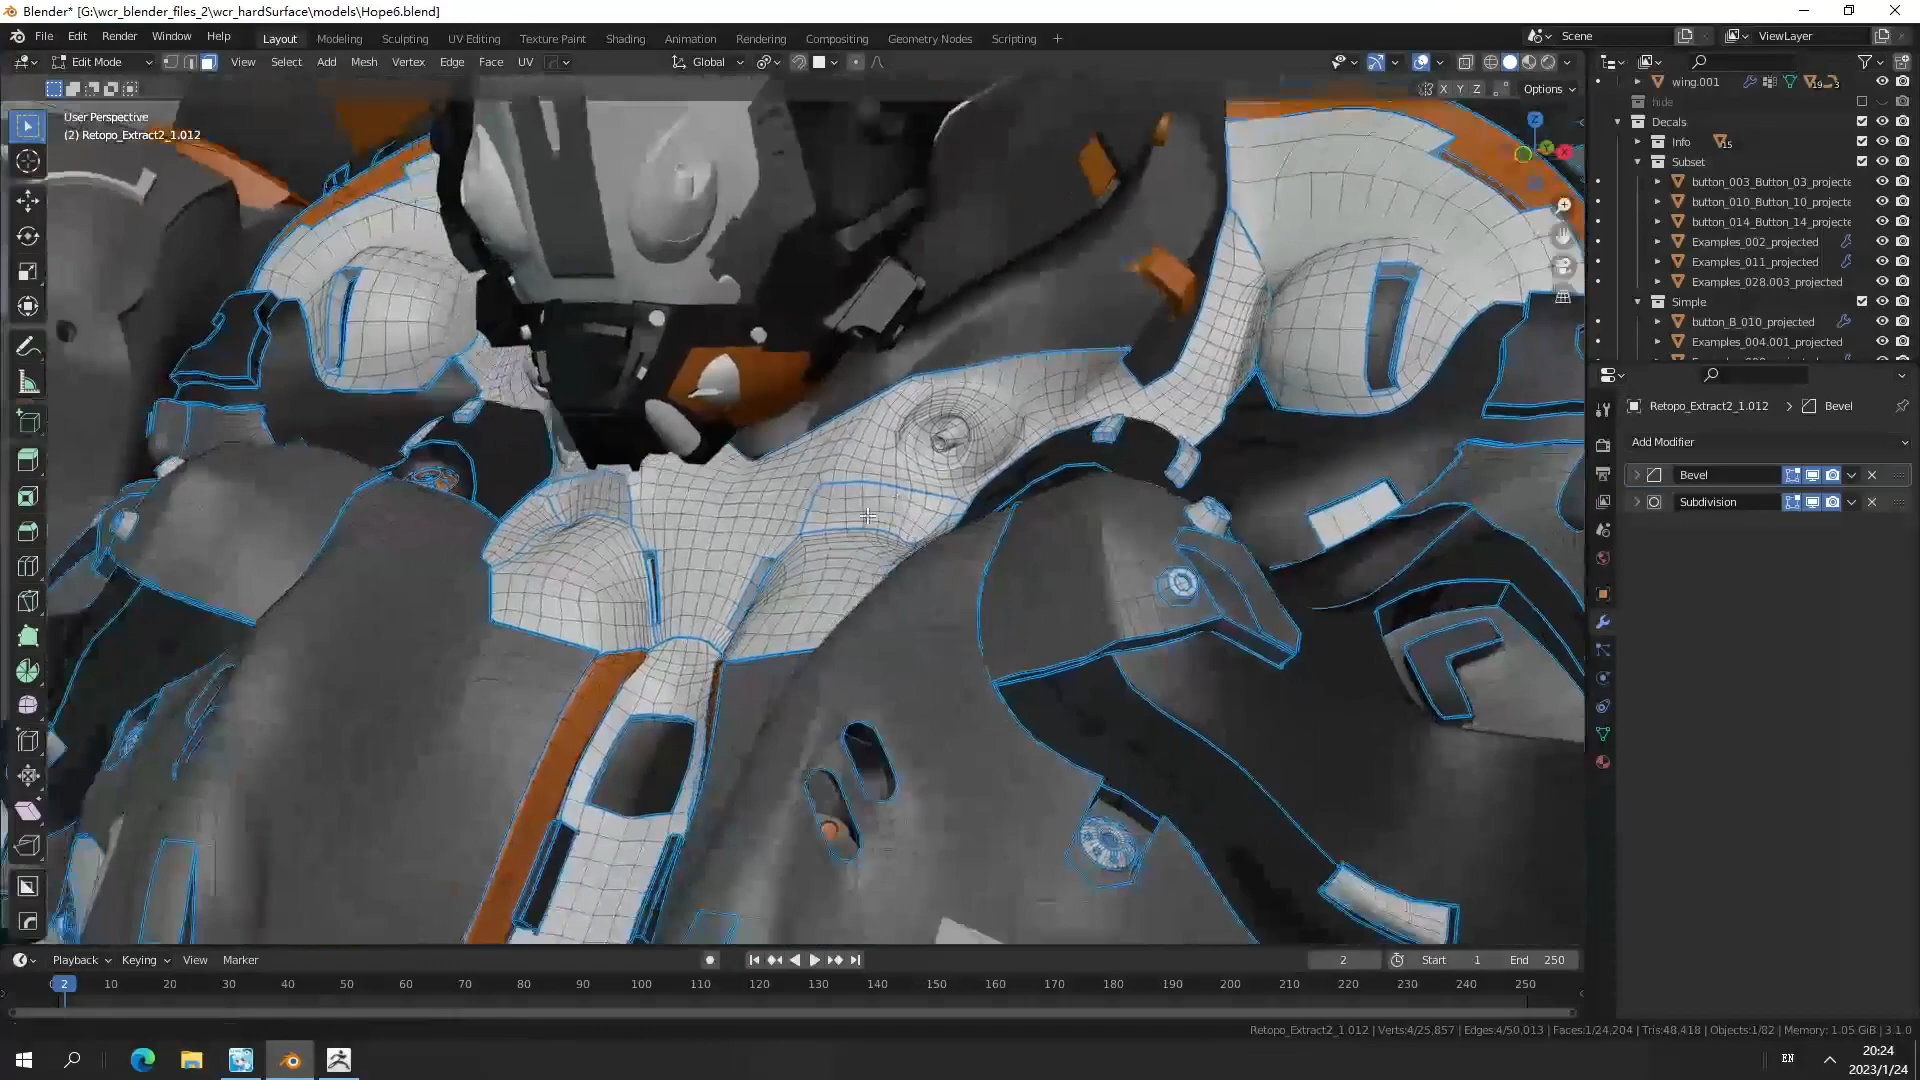 Blender* [G:\wcr_blender_files_2\wcr_hardSurface\models\Hope6.blend]
File Edit Render Window Help
Layout Modeling Sculpting UV Editing Texture Paint Shading Animation Rendering Compositing Geometry Nodes Scripting +
Scene
ViewLayer
Edit Mode
View Select Add Mesh Vertex Edge Face UV
Global
X Y Z
Options
User Perspective
(2) Retopo_Extract2_1.012
Z
wing.001
19
3
hide
Decals
Info
15
Subset
button_003_Button_03_projecte
button_010_Button_10_projecte
button_014_Button_14_projecte
Examples_002_projected
Examples_011_projected
Examples_028.003_projected
Simple
button_B_010_projected
Examples_004.001_projected
Retopo_Extract2_1.012 > Bevel
Add Modifier
Bevel
Subdivision
Playback Keying View Marker
2
Start 1
End 250
2 10 20 30 40 50 60 70 80 90 100 110 120 130 140 150 160 170 180 190 200 210 220 230 240 250
Retopo_Extract2_1.012 | Verts:4/25,857 | Edges:4/50,013 | Faces:1/24,204 | Tris:48,418 | Objects:1/82 | Memory: 1.05 GiB | 3.1.0
EN
20:24
2023/1/24